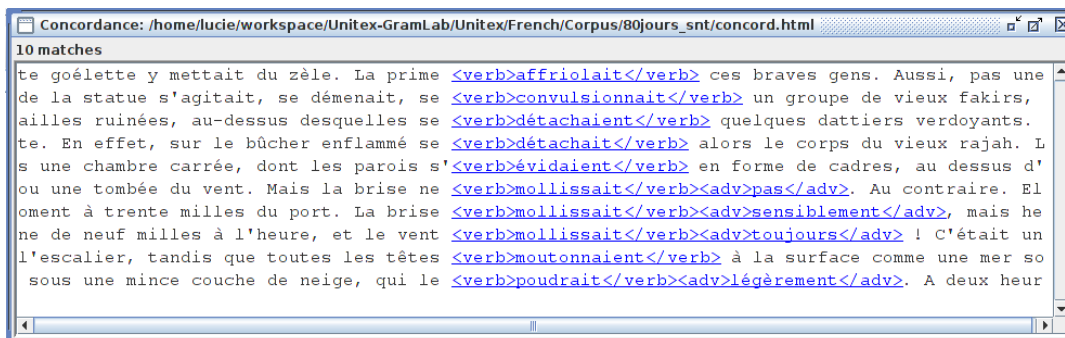 Concordance: /home/lucie/workspace/Unitex-GramLab/Unitex/French/Corpus/80jours_snt/concord.html
10 matches
te goélette y mettait du zèle. La prime <verb>affriolait</verb> ces braves gens. Aussi, pas une
de la statue s'agitait, se démenait, se <verb>convulsionnait</verb> un groupe de vieux fakirs,
ailles ruinées, au-dessus desquelles se <verb>détachaient</verb> quelques dattiers verdoyants.
te. En effet, sur le bûcher enflammé se <verb>détachait</verb> alors le corps du vieux rajah. L
s une chambre carrée, dont les parois s'<verb>évidaient</verb> en forme de cadres, au dessus d'
ou une tombée du vent. Mais la brise ne <verb>mollissait</verb><adv>pas</adv>. Au contraire. El
oment à trente milles du port. La brise <verb>mollissait</verb><adv>sensiblement</adv>, mais he
ne de neuf milles à l'heure, et le vent <verb>mollissait</verb><adv>toujours</adv> ! C'était un
l'escalier, tandis que toutes les têtes <verb>moutonnaient</verb> à la surface comme une mer so
sous une mince couche de neige, qui le <verb>poudrait</verb><adv>légèrement</adv>. A deux heur